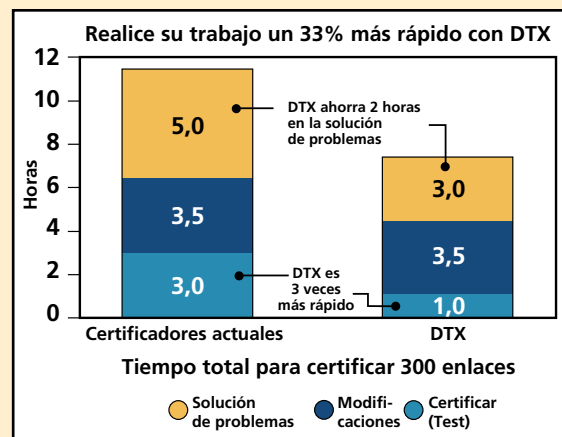 Realice su trabajo un 33% más rápido con DTX
12
10
8
6
4
2
0
Horas
5,0
3,5
3,0
DTX ahorra 2 horas
en la solución
de problemas
DTX es
3 veces
más rápido
3,0
3,5
1,0
Certificadores actuales
DTX
Tiempo total para certificar 300 enlaces
Solución
de problemas
Modifi-
caciones
Certificar
(Test)